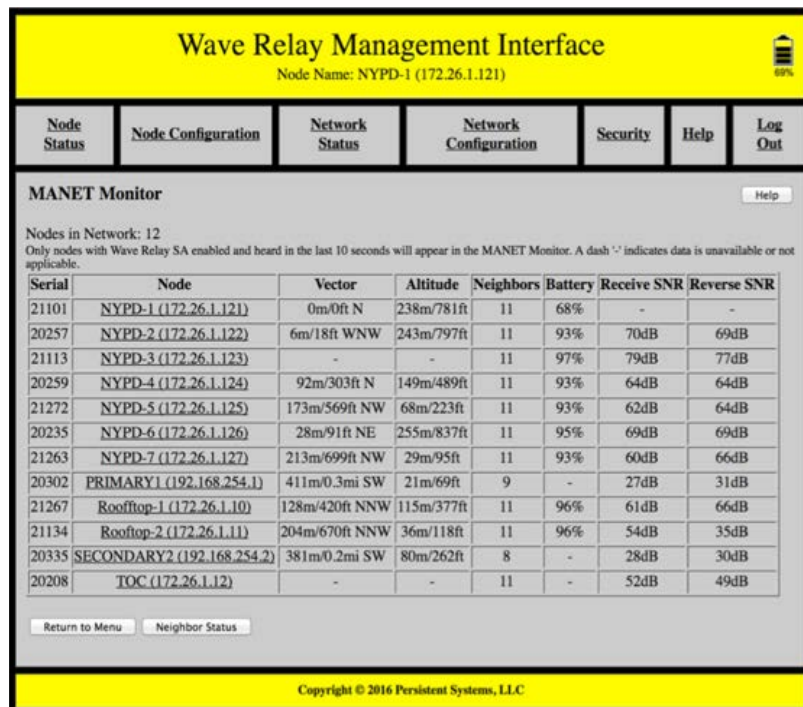 Wave Relay Management Interface
Node Name: NYPD-1 (172.26.1.121)
69%
Node Status
Node Configuration
Network Status
Network Configuration
Security
Help
Log Out
MANET Monitor
Help
Nodes in Network: 12
Only nodes with Wave Relay SA enabled and heard in the last 10 seconds will appear in the MANET Monitor. A dash '-' indicates data is unavailable or not
applicable.
Serial Node Vector Altitude Neighbors Battery Receive SNR Reverse SNR
21101 NYPD-1 (172.26.1.121) 0m/0ft N 238m/781ft 11 68% - -
20257 NYPD-2 (172.26.1.122) 6m/18ft WNW 243m/797ft 11 93% 70dB 69dB
21113 NYPD-3 (172.26.1.123) - - 11 97% 79dB 77dB
20259 NYPD-4 (172.26.1.124) 92m/303ft N 149m/489ft 11 93% 64dB 64dB
21272 NYPD-5 (172.26.1.125) 173m/569ft NW 68m/223ft 11 93% 62dB 64dB
20235 NYPD-6 (172.26.1.126) 28m/91ft NE 255m/837ft 11 95% 69dB 69dB
21263 NYPD-7 (172.26.1.127) 213m/699ft NW 29m/95ft 11 93% 60dB 66dB
20302 PRIMARY1 (192.168.254.1) 411m/0.3mi SW 21m/69ft 9 - 27dB 31dB
21267 Roofftop-1 (172.26.1.10) 128m/420ft NNW 115m/377ft 11 96% 61dB 66dB
21134 Rooftop-2 (172.26.1.11) 204m/670ft NNW 36m/118ft 11 96% 54dB 35dB
20335 SECONDARY2 (192.168.254.2) 381m/0.2mi SW 80m/262ft 8 - 28dB 30dB
20208 TOC (172.26.1.12) - - 11 - 52dB 49dB
Return to Menu
Neighbor Status
Copyright © 2016 Persistent Systems, LLC